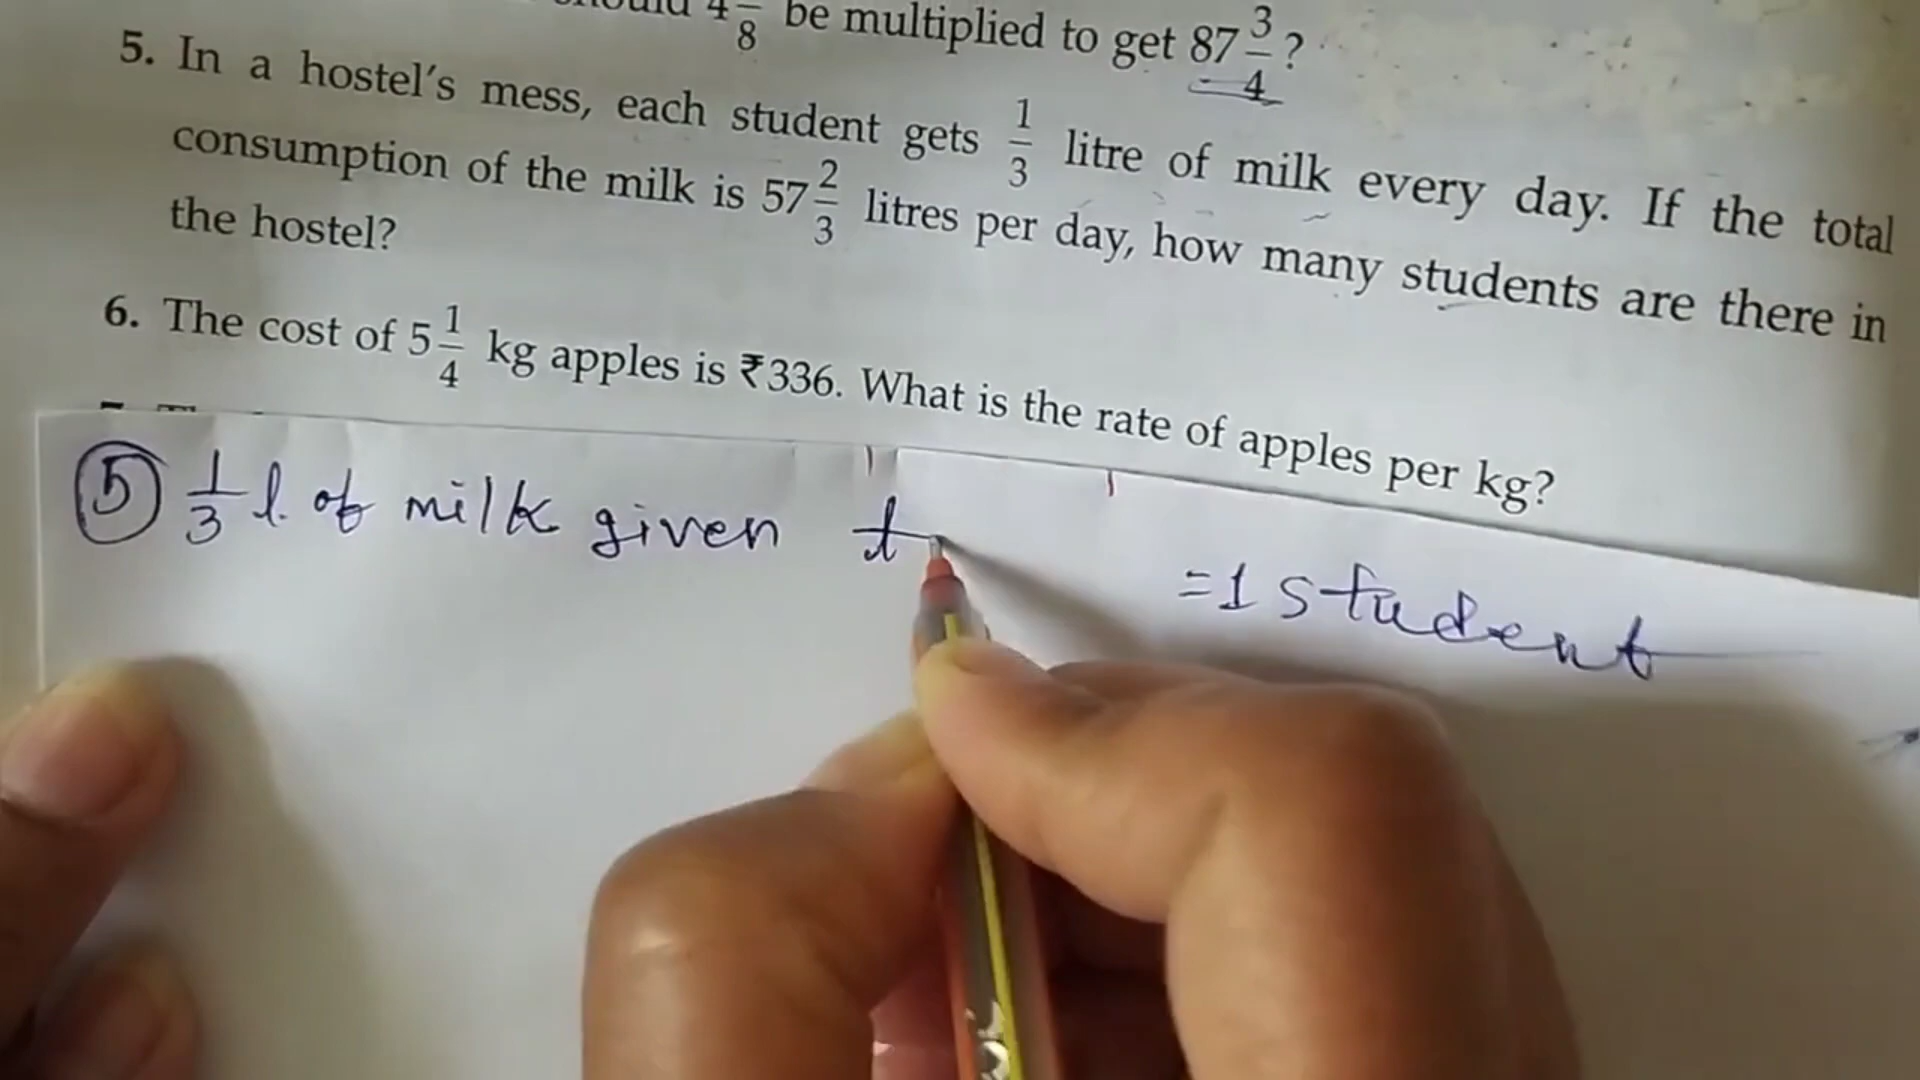 4 8 be multiplied to get 87 3/4 ?
5. In a hostel's mess, each student gets 1/3 litre of milk every day. If the total
consumption of the milk is 57 2/3 litres per day, how many students are there in
the hostel?
6. The cost of 5 1/4 kg apples is ₹336. What is the rate of apples per kg?
5 1/3 l. of milk given t = 1 student